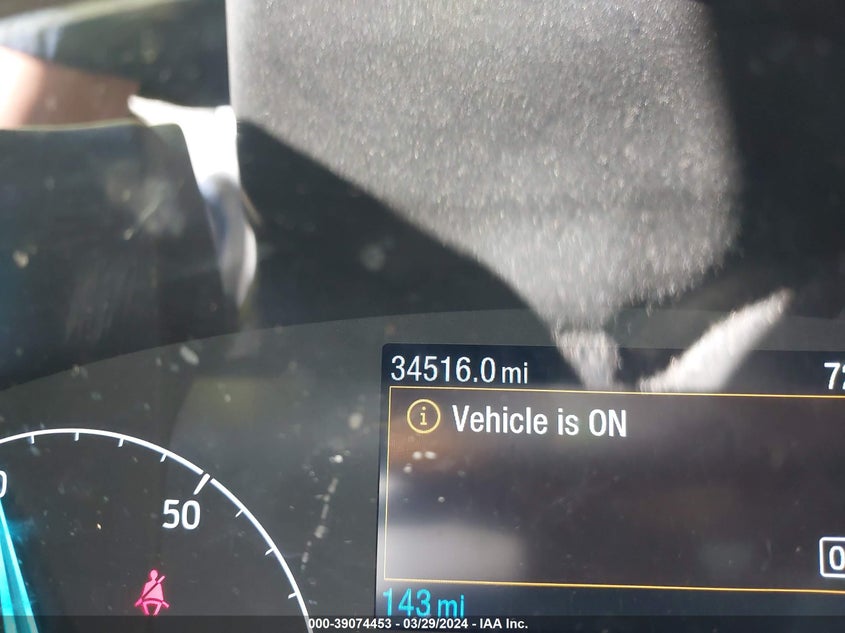 34516.0 mi
Vehicle is ON
50
143 mi
000-39074453 - 03/29/2024 - IAA Inc.